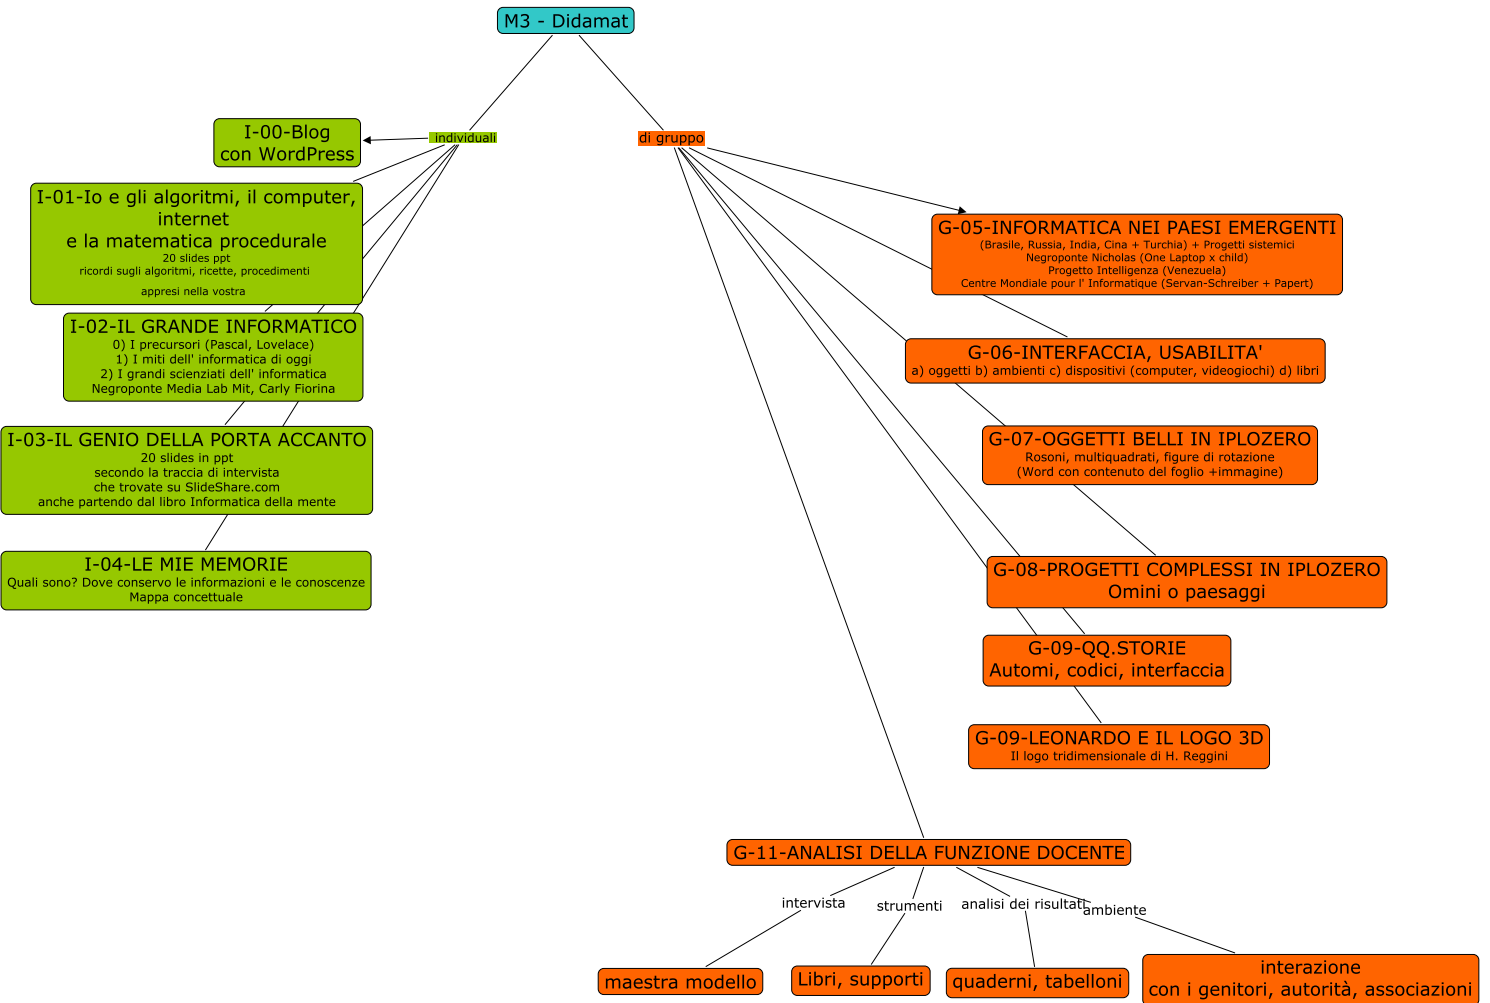 M3 - Didamat
individuali
di gruppo
I-00-Blog
con WordPress
I-01-Io e gli algoritmi, il computer,
internet
e la matematica procedurale
20 slides ppt
ricordi sugli algoritmi, ricette, procedimenti
appresi nella vostra
I-02-IL GRANDE INFORMATICO
0) I precursori (Pascal, Lovelace)
1) I miti dell' informatica di oggi
2) I grandi scienziati dell' informatica
Negroponte Media Lab Mit, Carly Fiorina
I-03-IL GENIO DELLA PORTA ACCANTO
20 slides in ppt
secondo la traccia di intervista
che trovate su SlideShare.com
anche partendo dal libro Informatica della mente
I-04-LE MIE MEMORIE
Quali sono? Dove conservo le informazioni e le conoscenze
Mappa concettuale
G-05-INFORMATICA NEI PAESI EMERGENTI
(Brasile, Russia, India, Cina + Turchia) + Progetti sistemici
Negroponte Nicholas (One Laptop x child)
Progetto Intelligenza (Venezuela)
Centre Mondiale pour l' Informatique (Servan-Schreiber + Papert)
G-06-INTERFACCIA, USABILITA'
a) oggetti b) ambienti c) dispositivi (computer, videogiochi) d) libri
G-07-OGGETTI BELLI IN IPLOZERO
Rosoni, multiquadrati, figure di rotazione
(Word con contenuto del foglio +immagine)
G-08-PROGETTI COMPLESSI IN IPLOZERO
Omini o paesaggi
G-09-QQ.STORIE
Automi, codici, interfaccia
G-09-LEONARDO E IL LOGO 3D
Il logo tridimensionale di H. Reggini
G-11-ANALISI DELLA FUNZIONE DOCENTE
intervista
strumenti
analisi dei risultati
ambiente
maestra modello
Libri, supporti
quaderni, tabelloni
interazione
con i genitori, autorità, associazioni